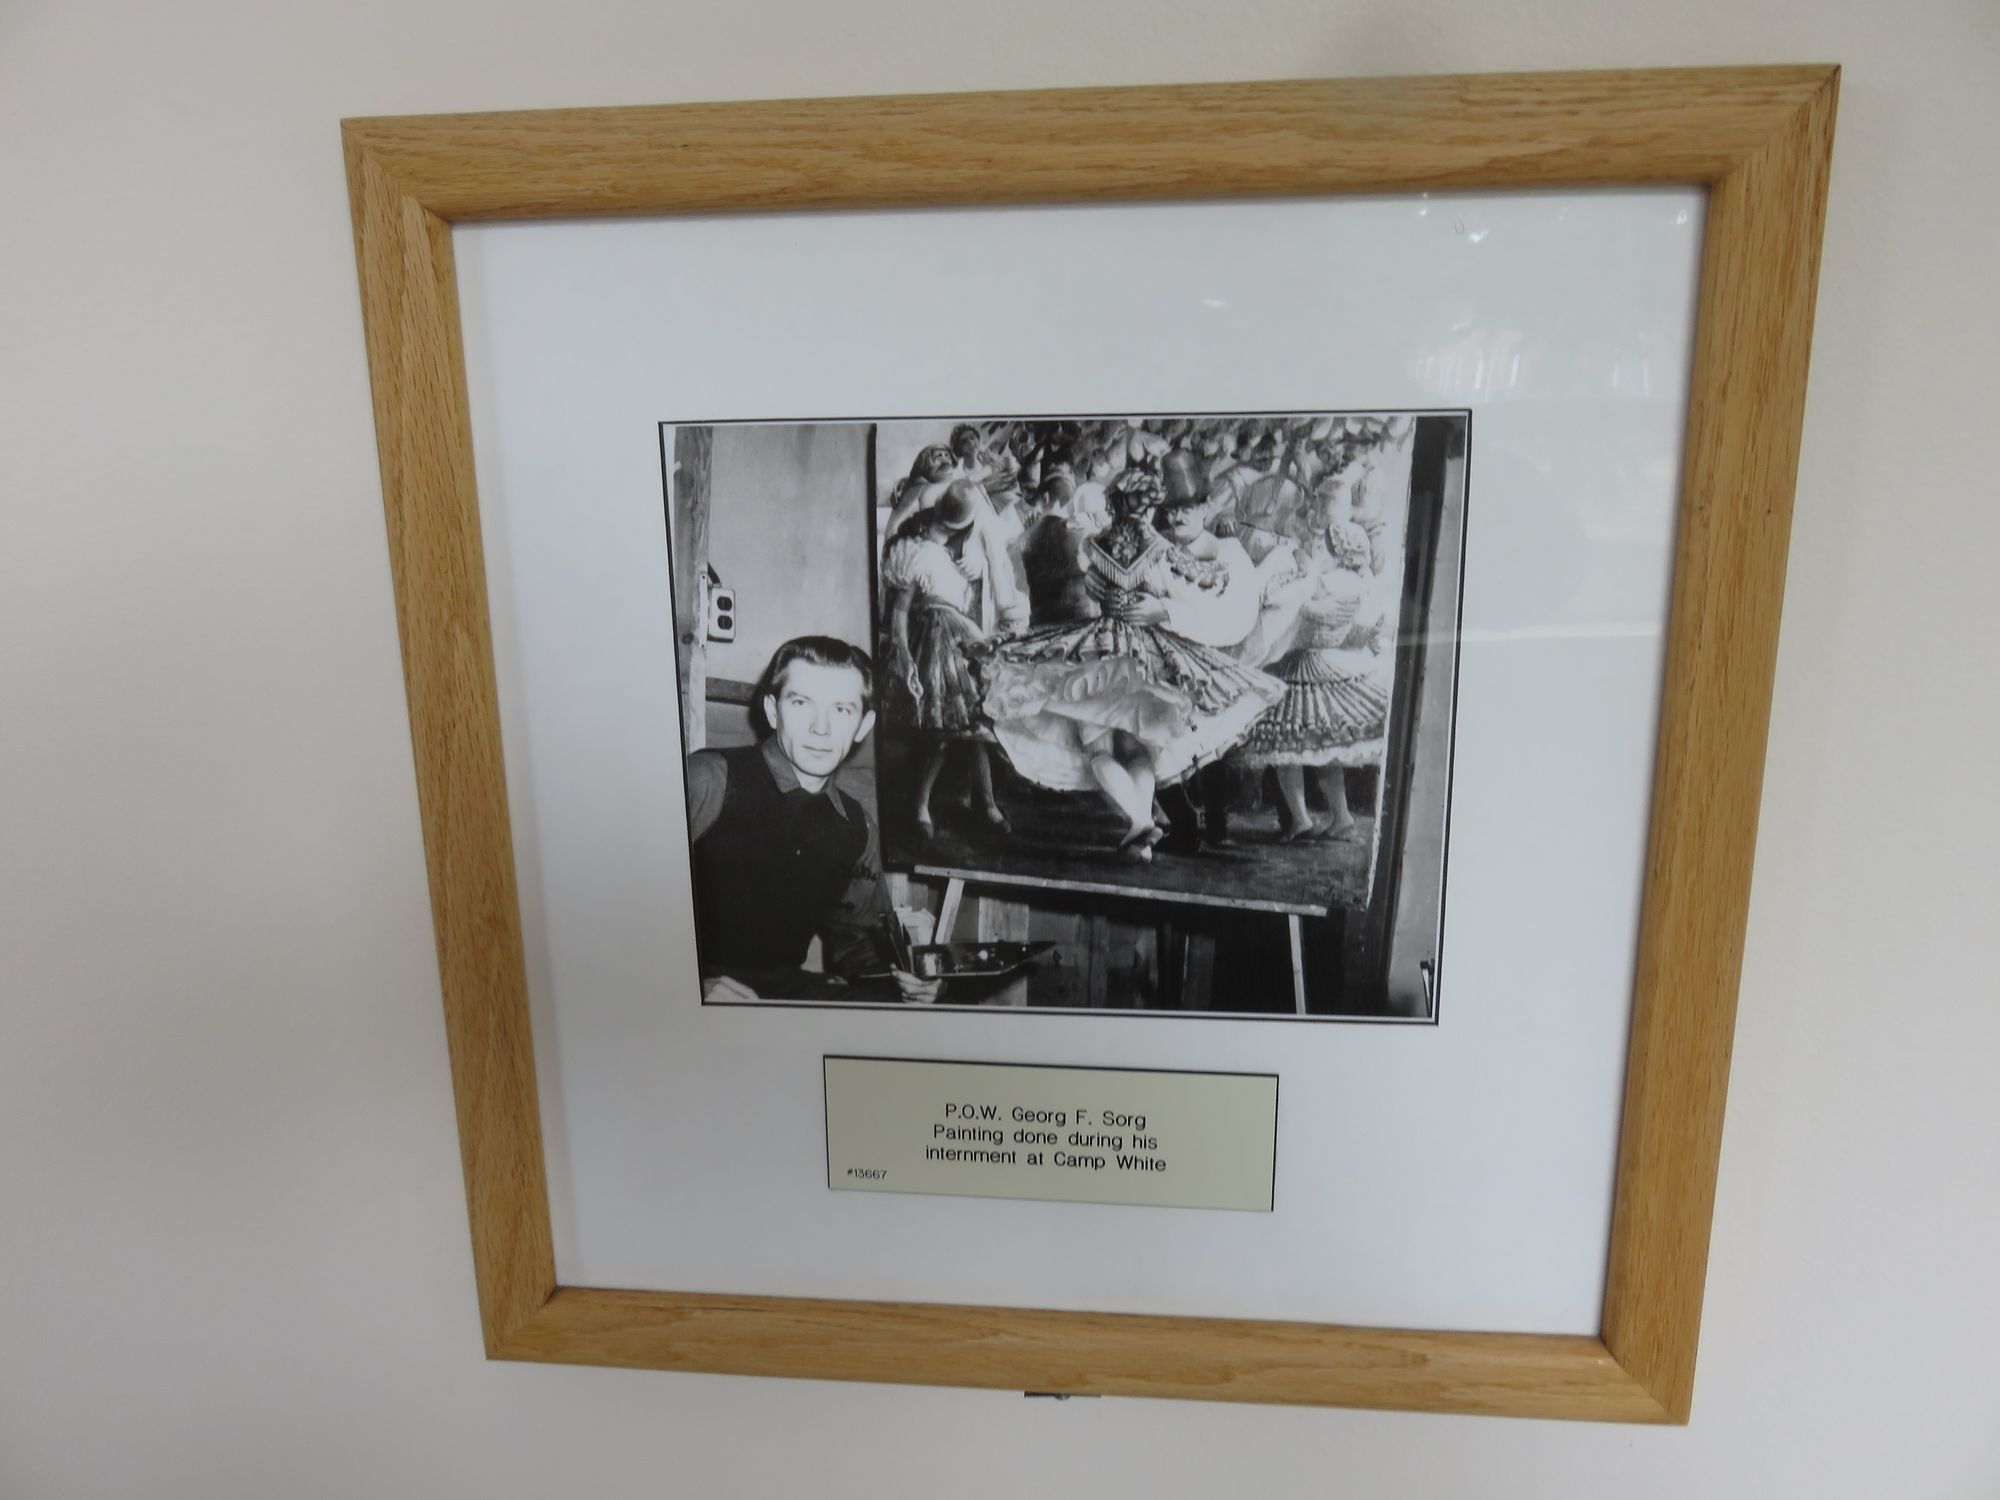 P.O.W. Georg F. Sorg
Painting done during his
internment at Camp White
#13667